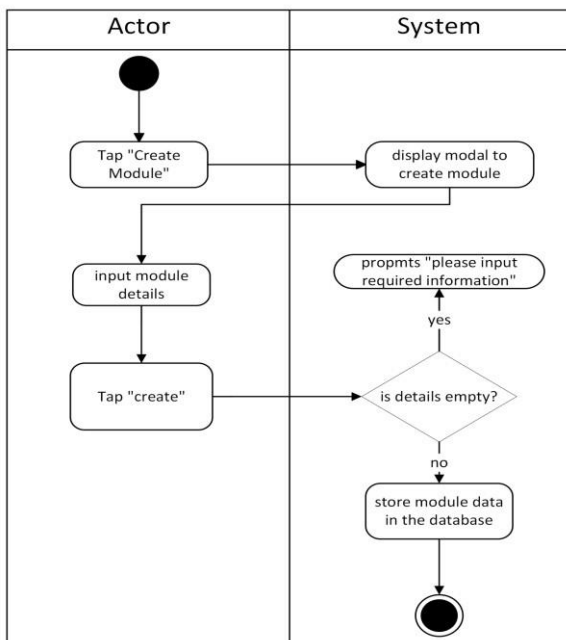 Actor
System
Tap "Create
Module"
display modal to
create module
input module
details
propmts "please input
required information"
yes
Tap "create"
is details empty?
no
store module data
in the database